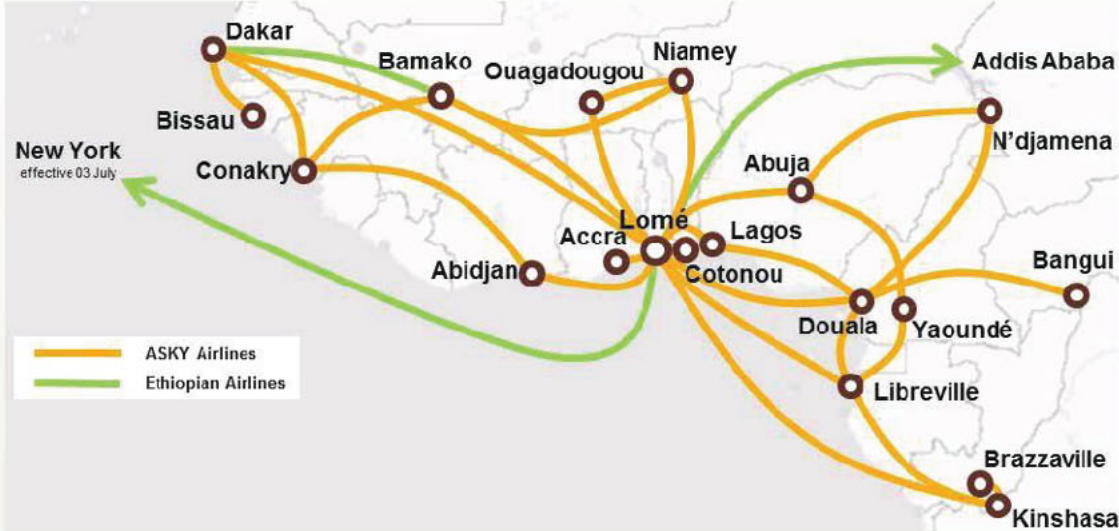 Dakar
Bamako
Niamey
Ouagadougou
Addis Ababa
Bissau
N'djamena
New York
effective 03 July
Conakry
Abuja
Lomé
Lagos
Accra
Abidjan
Cotonou
Bangui
Douala
Yaoundé
ASKY Airlines
Ethiopian Airlines
Libreville
Brazzaville
Kinshasa